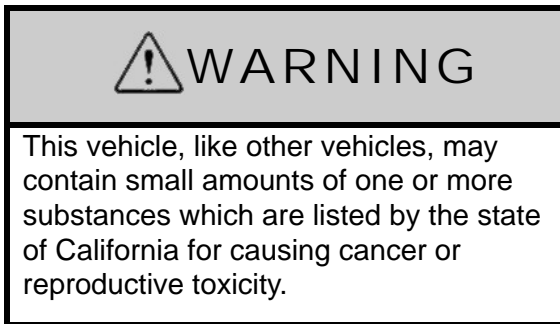 WARNING
This vehicle, like other vehicles, may
contain small amounts of one or more
substances which are listed by the state
of California for causing cancer or
reproductive toxicity.